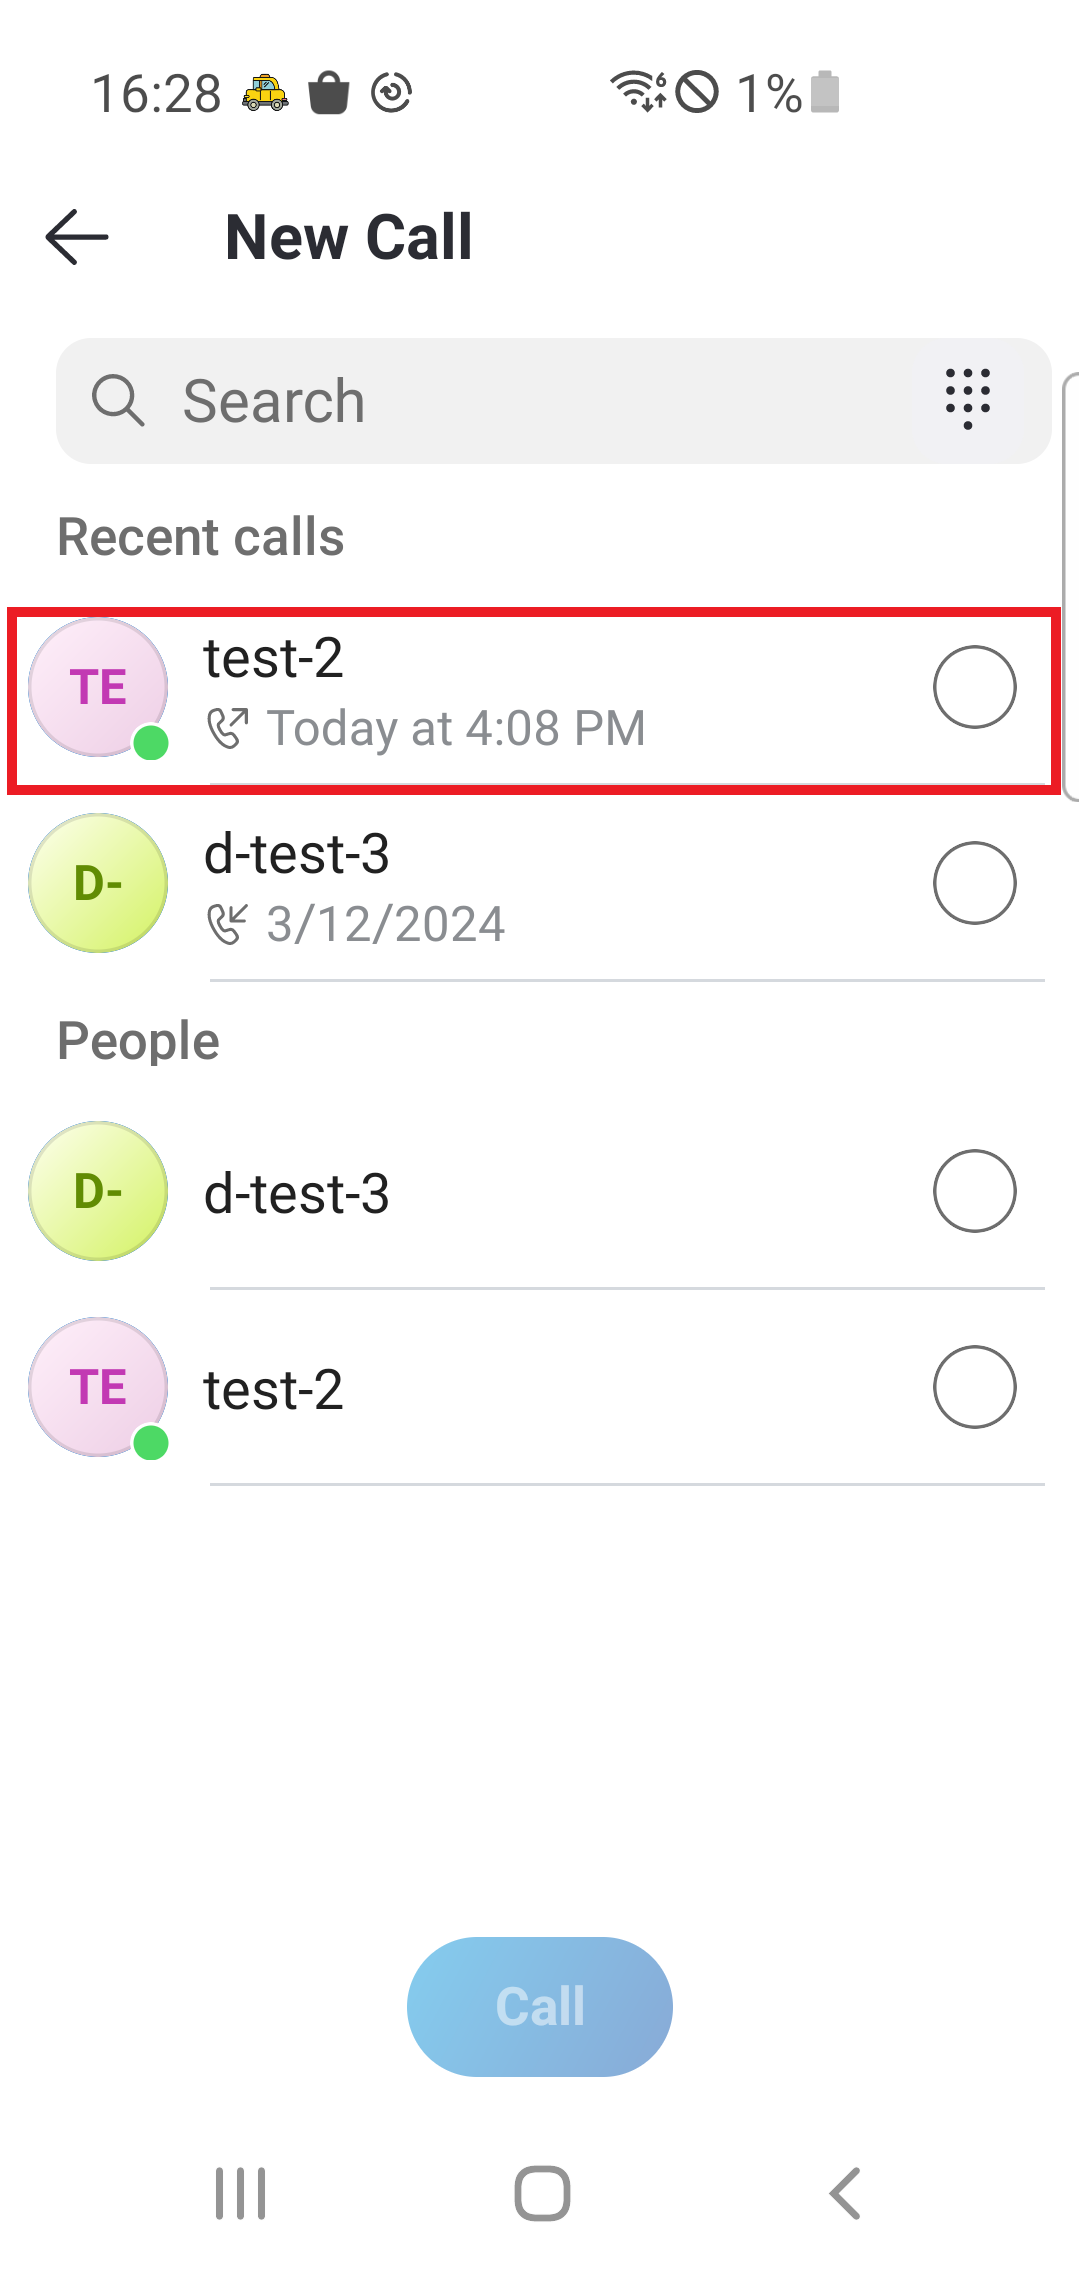 16:28
6
1%
New Call
Search
Recent calls
TE
test-2
Today at 4:08 PM
D-
d-test-3
3/12/2024
People
D-
d-test-3
TE
test-2
Call